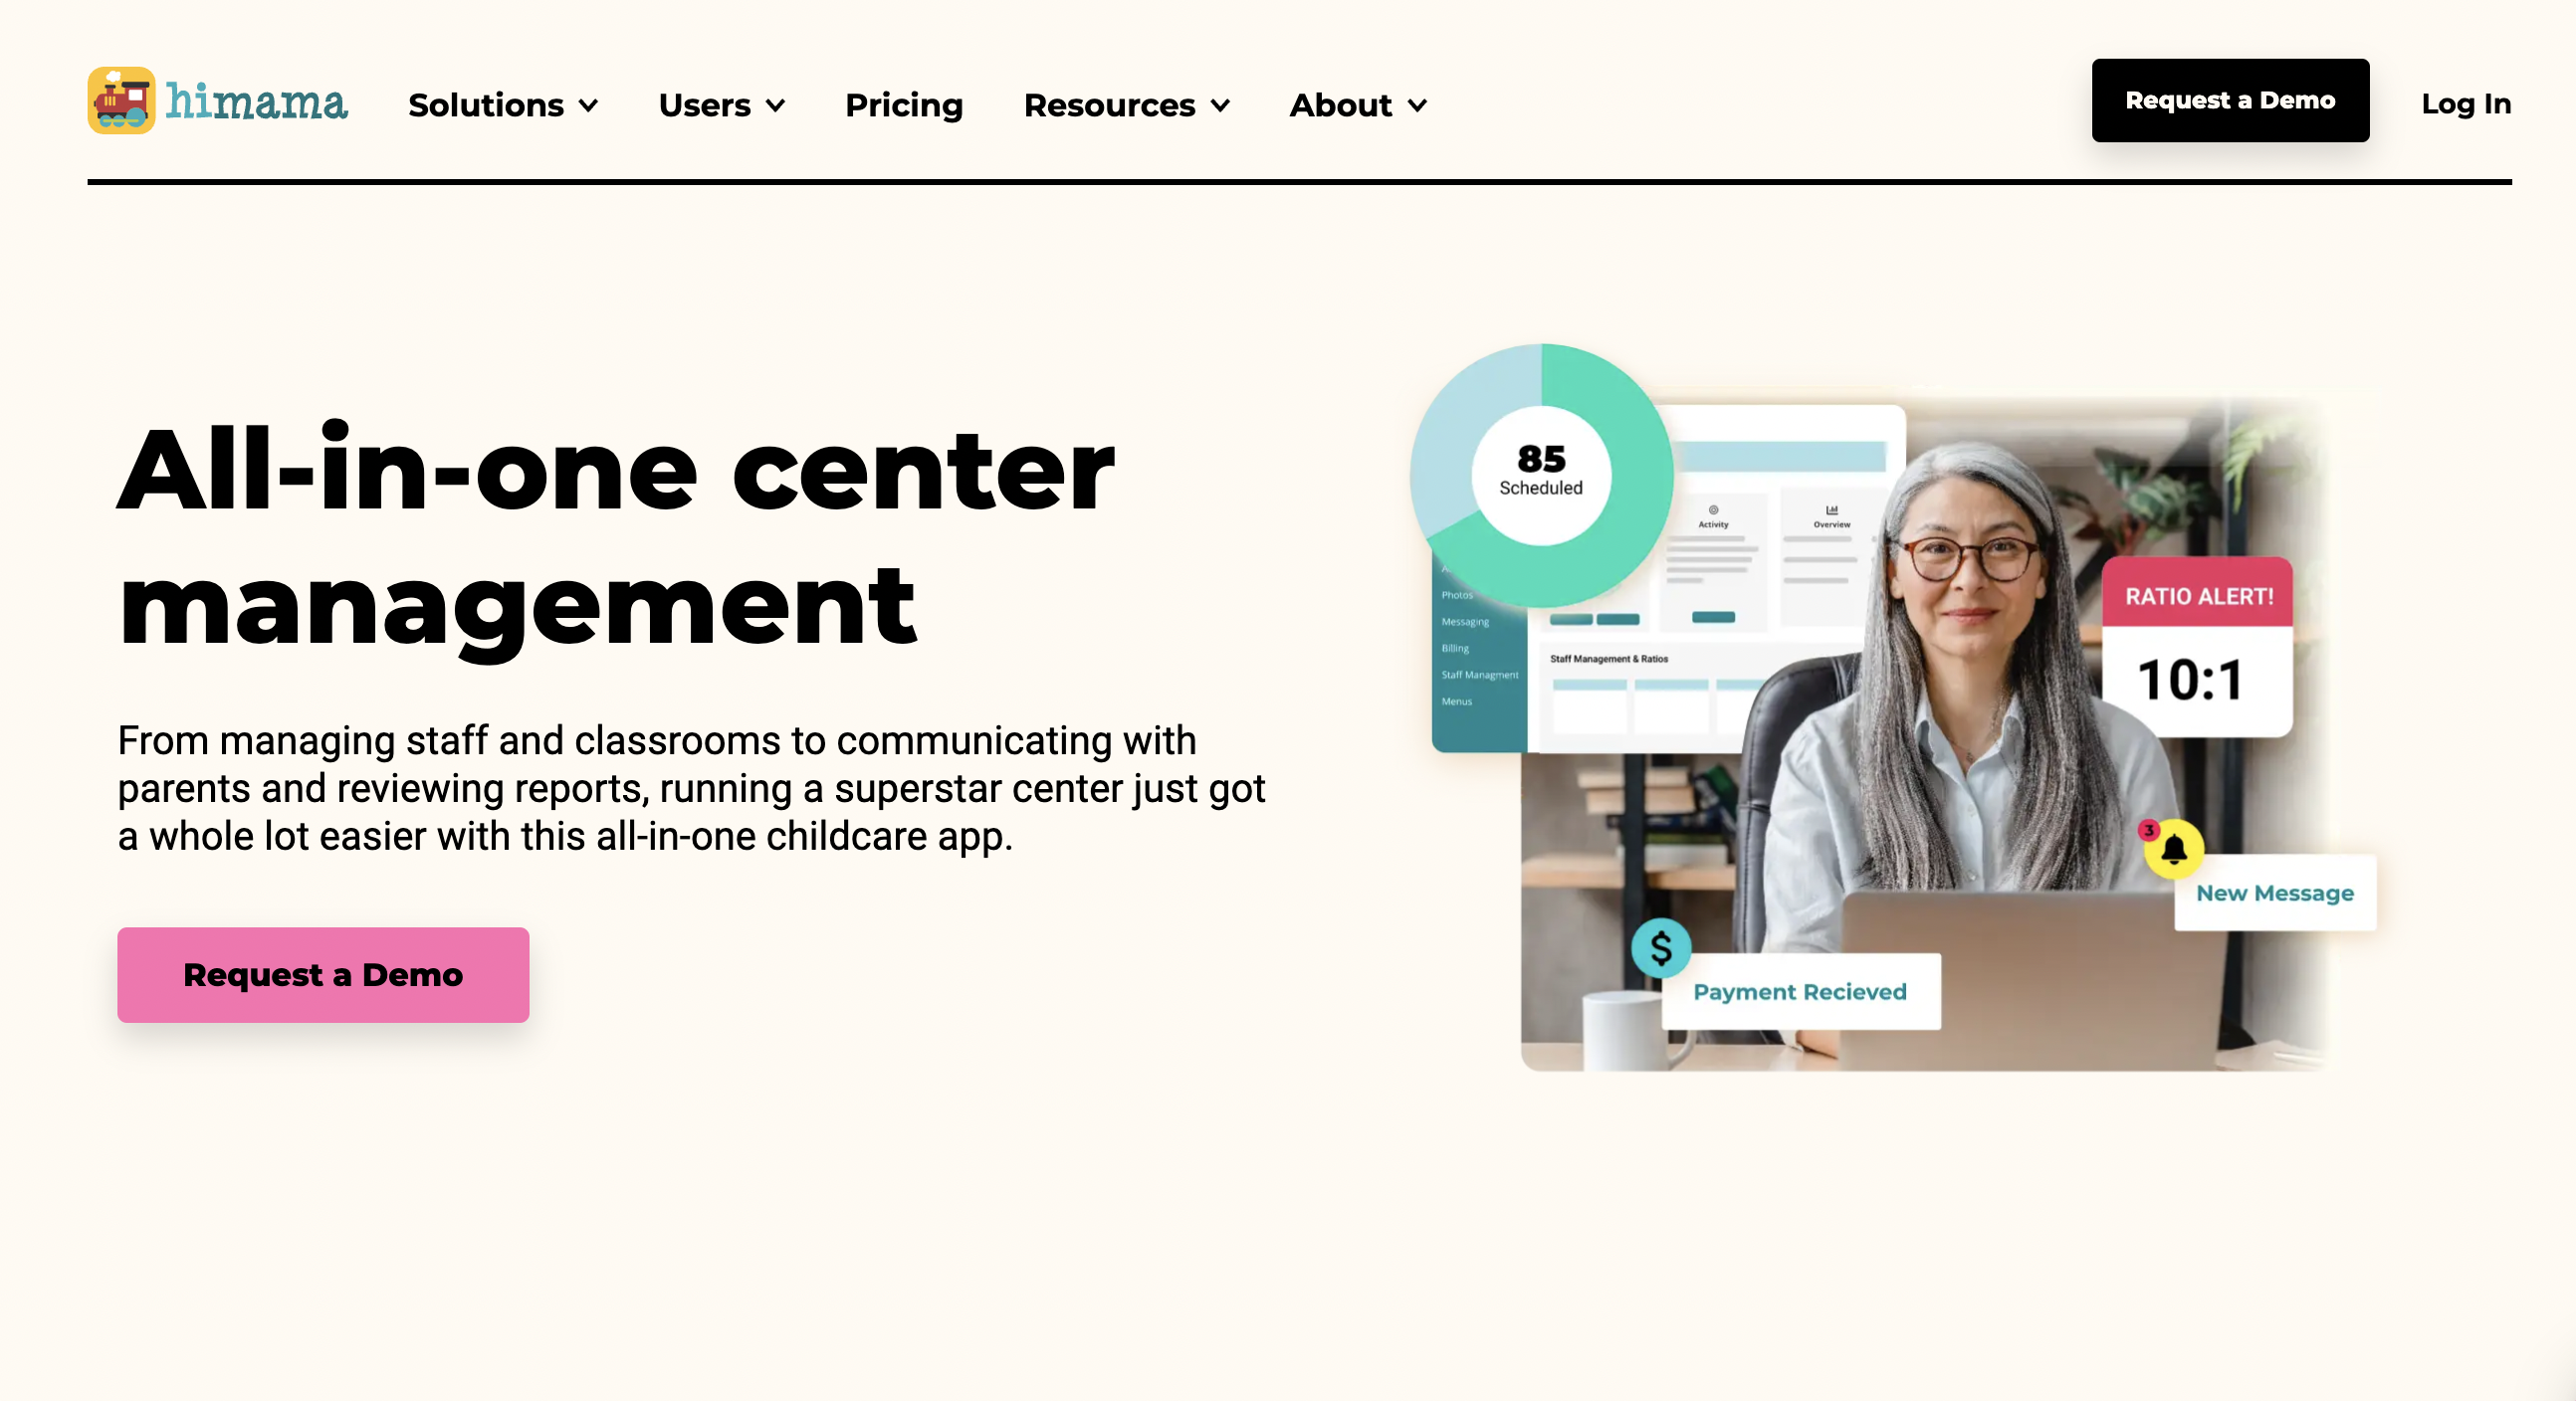 himama
Solutions
Users
Pricing
Resources
About
Request a Demo
Log In
All-in-one center
management
From managing staff and classrooms to communicating with
parents and reviewing reports, running a superstar center just got
a whole lot easier with this all-in-one childcare app.
Request a Demo
85
Scheduled
Activity
Overview
Photos
Messaging
Billing
Staff Managment
Menus
Staff Management & Ratios
RATIO ALERT!
10:1
3
New Message
$
Payment Recieved